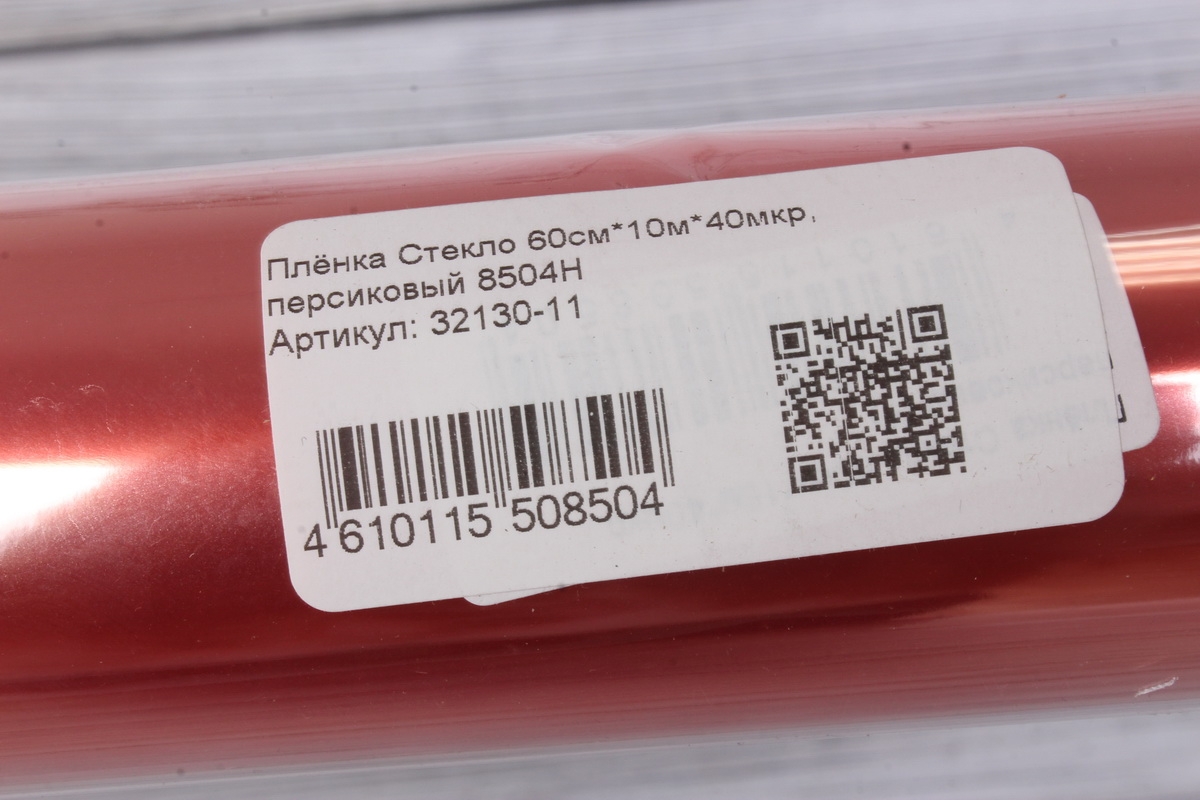 Плёнка Стекло 60см*10м*40мкр,
персиковый 8504Н
Артикул: 32130-11
4 610115 508504